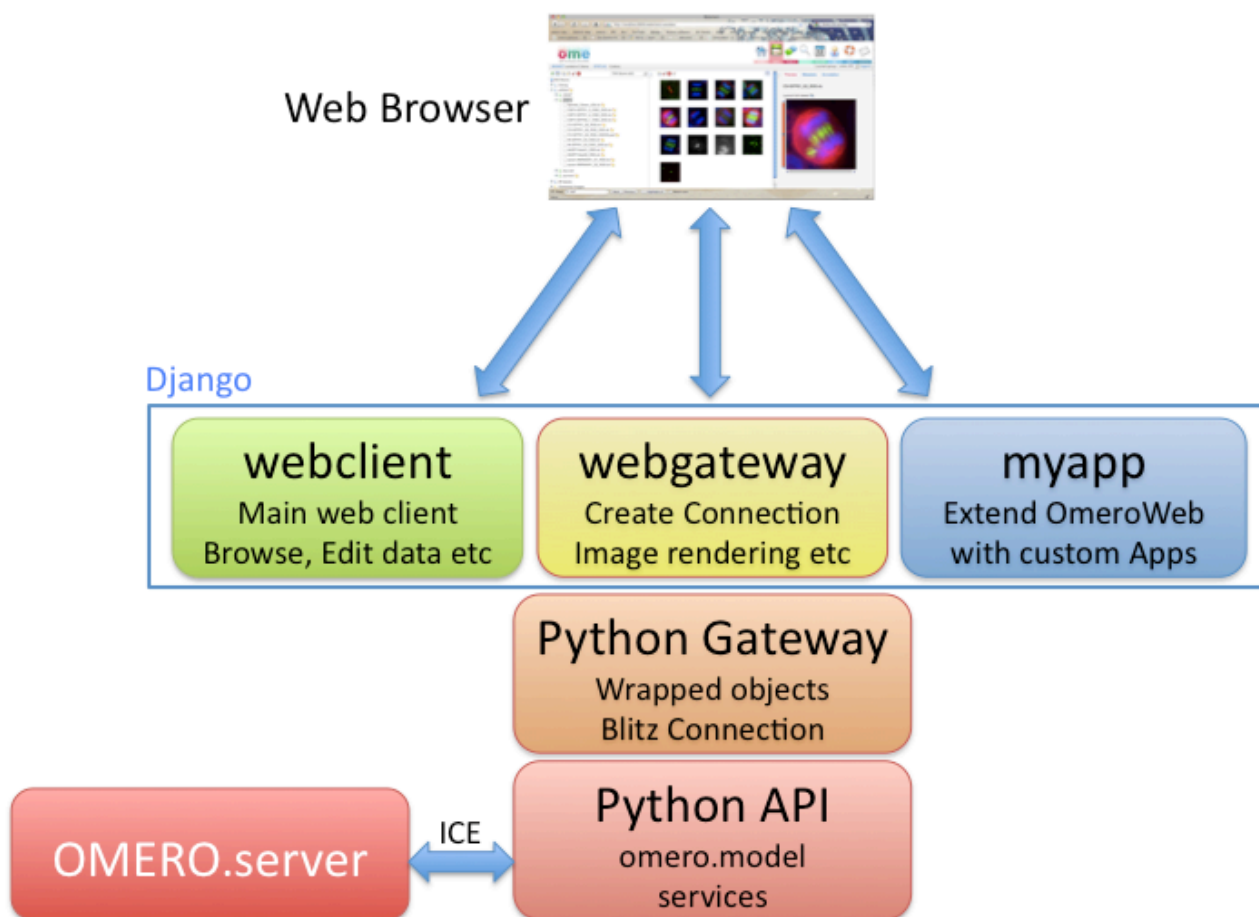 ome
Web Browser
Django
webclient
Main web client
Browse, Edit data etc
webgateway
Create Connection
Image rendering etc
myapp
Extend OmeroWeb
with custom Apps
Python Gateway
Wrapped objects
Blitz Connection
OMERO.server
ICE
Python API
omero.model
services